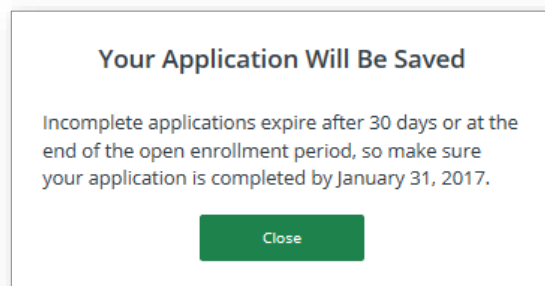 Your Application Will Be Saved
Incomplete applications expire after 30 days or at the
end of the open enrollment period, so make sure
your application is completed by January 31, 2017.
Close